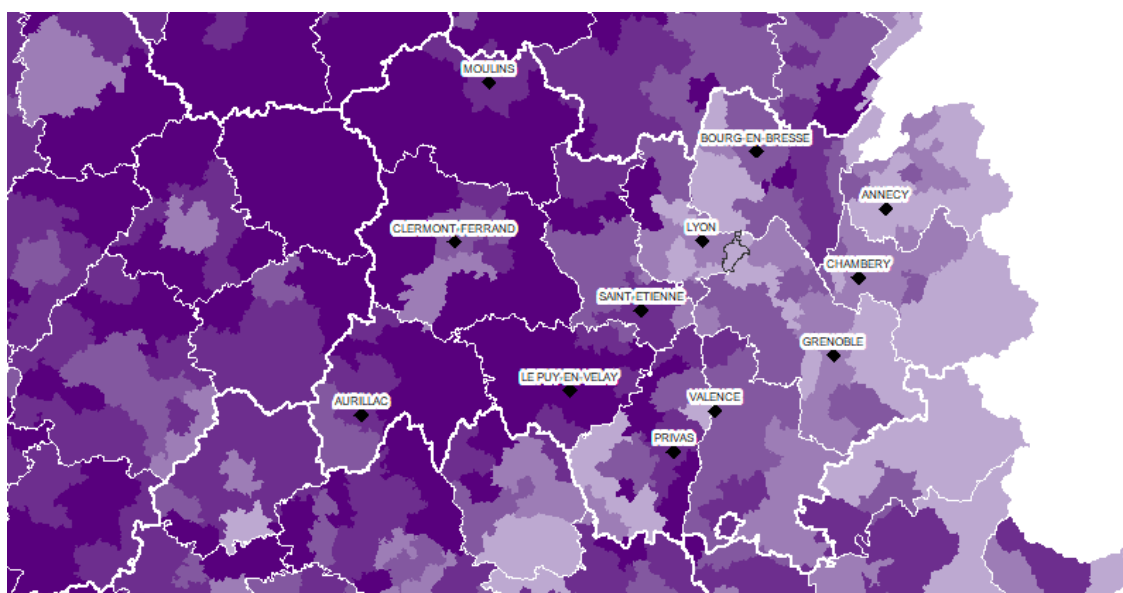 MOULINS
BOURG-EN-BRESSE
ANNECY
CLERMONT-FERRAND
LYON
CHAMBERY
SAINT-ETIENNE
GRENOBLE
LE PUY-EN-VELAY
AURILLAC
VALENCE
PRIVAS